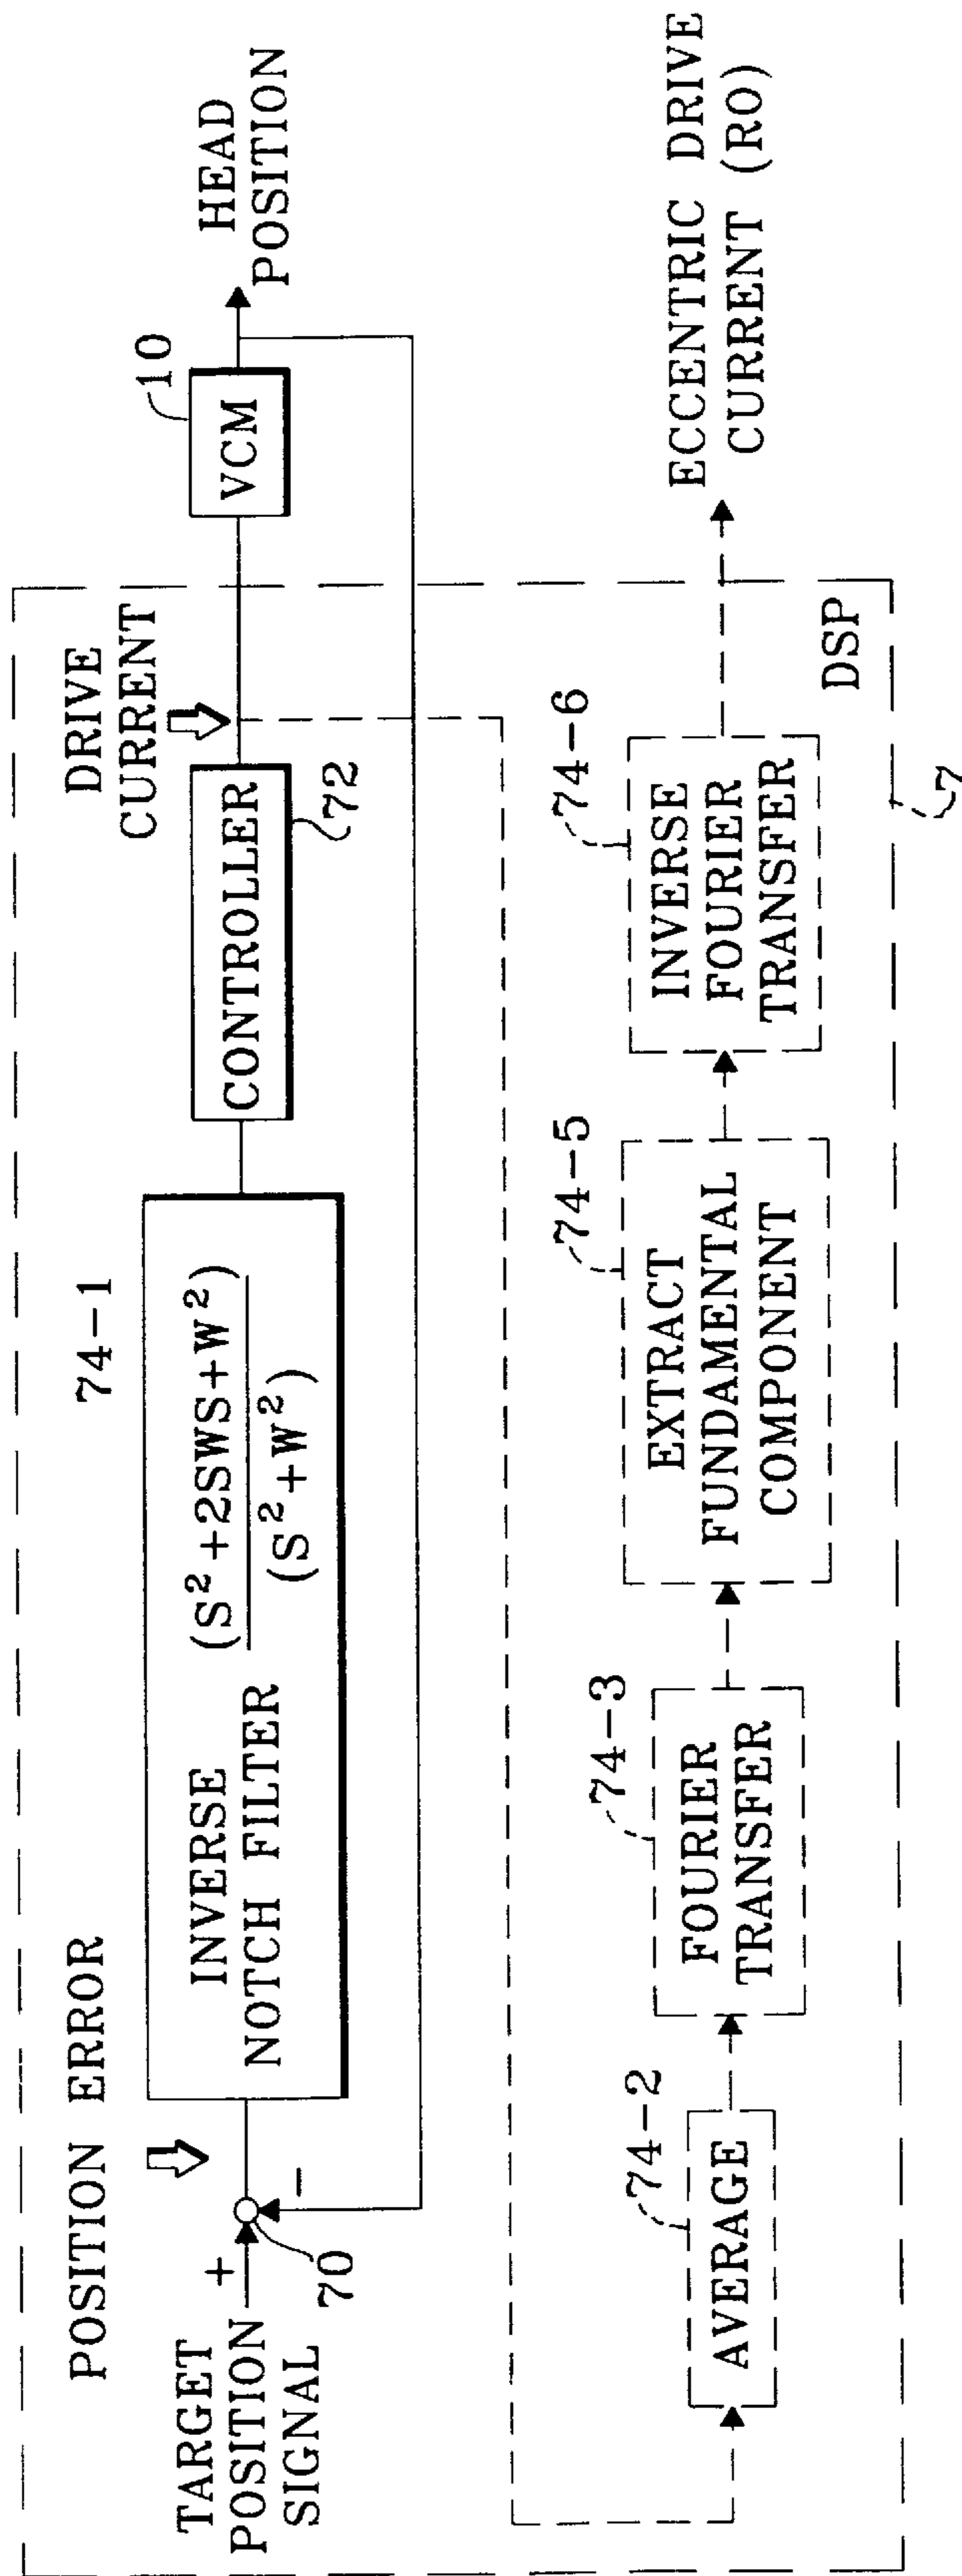 POSITION ERROR
74-1
DRIVE
CURRENT
10
TARGET
POSITION
SIGNAL
+
-
70
INVERSE
NOTCH FILTER
(S²+2SWS+W²)
(S²+W²)
CONTROLLER
72
VCM
HEAD
POSITION
74-2
AVERAGE
74-3
FOURIER
TRANSFER
74-5
EXTRACT
FUNDAMENTAL
COMPONENT
74-6
INVERSE
FOURIER
TRANSFER
ECCENTRIC DRIVE
CURRENT (RO)
DSP
7